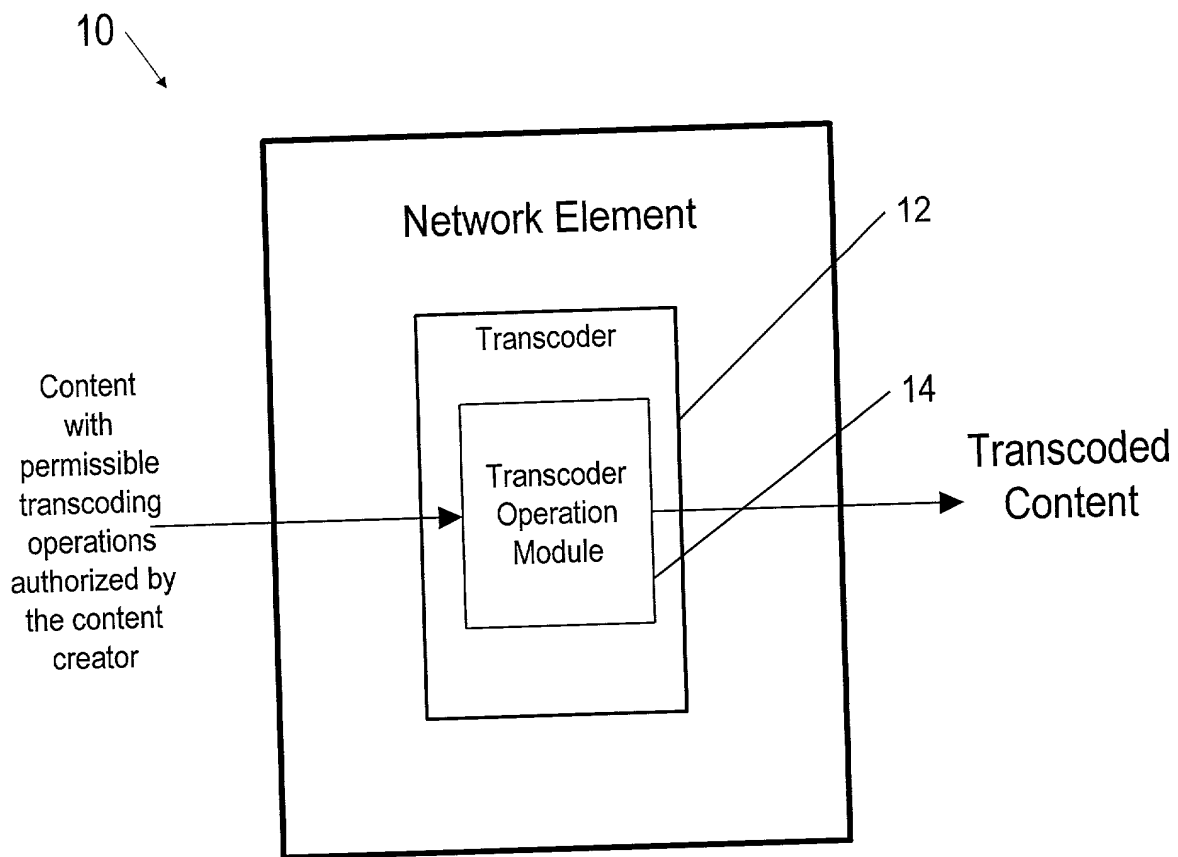 10
Network Element
12
Transcoder
14
Content
with
permissible
transcoding
operations
authorized by
the content
creator
Transcoder
Operation
Module
Transcoded
Content